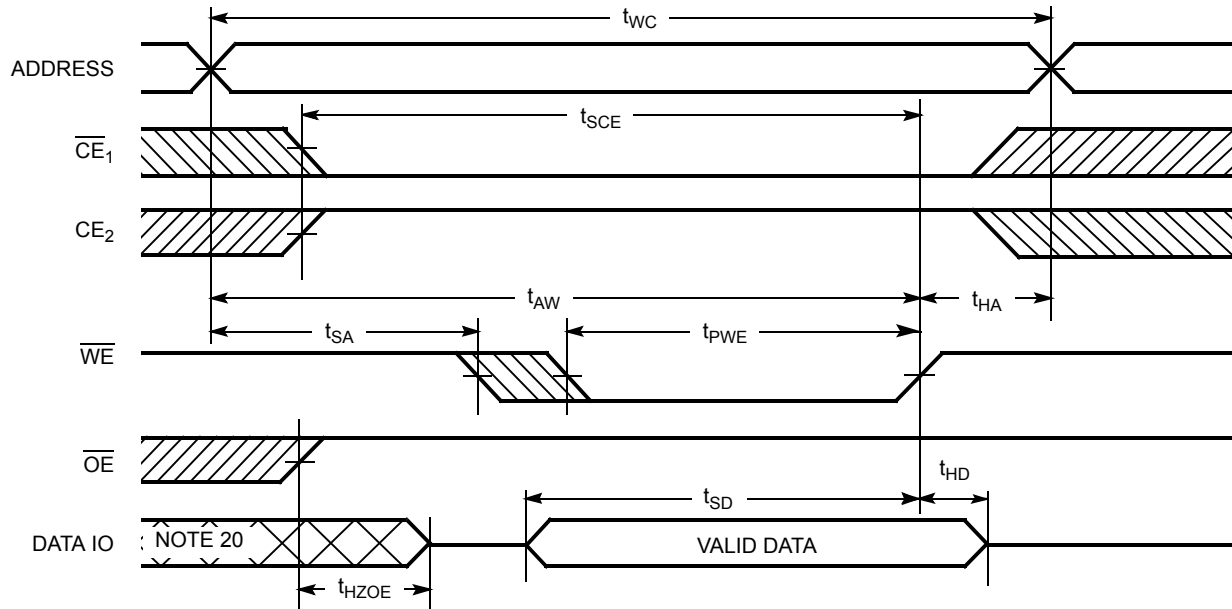 tWC
ADDRESS
tSCE
CE1
CE2
tAW
tHA
tSA
tPWE
WE
OE
tHD
tSD
DATA IO
NOTE 20
VALID DATA
tHZOE